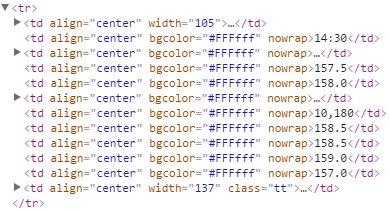 ▼<tr>
▶<td align="center" width="105">…</td>
<td align="center" bgcolor="#FFFfff" nowrap>14:30</td>
▶<td align="center" bgcolor="#FFFfff" nowrap>…</td>
<td align="center" bgcolor="#FFFfff" nowrap>157.5</td>
<td align="center" bgcolor="#FFFfff" nowrap>158.0</td>
▶<td align="center" bgcolor="#FFFfff" nowrap>…</td>
<td align="center" bgcolor="#FFFfff" nowrap>10,180</td>
<td align="center" bgcolor="#FFFfff" nowrap>158.5</td>
<td align="center" bgcolor="#FFFfff" nowrap>158.5</td>
<td align="center" bgcolor="#FFFfff" nowrap>159.0</td>
<td align="center" bgcolor="#FFFfff" nowrap>157.0</td>
▶<td align="center" width="137" class="tt">…</td>
</tr>